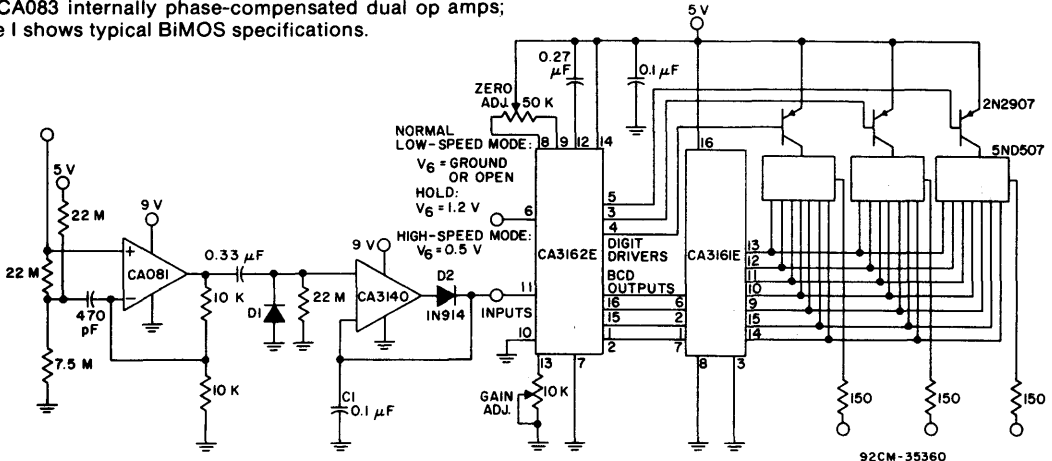 CA083 internally phase-compensated dual op amps;
e I shows typical BiMOS specifications.
5 V
0.27
µF
0.1 µF
ZERO
ADJ.
50 K
2N2907
NORMAL
LOW-SPEED MODE:
8 9 12 14
16
5ND507
V6 = GROUND
OR OPEN
5 V
HOLD:
V6 = 1.2 V
5
3
4
9 V
22 M
6
HIGH-SPEED MODE:
V6 = 0.5 V
CA3162E
CA3161E
DIGIT
DRIVERS
13
12
11
10
9
15
14
+
CA081
−
0.33 µF
9 V
22 M
470
pF
10 K
D1
22 M
CA3140
D2
1N914
11
INPUTS
BCD
OUTPUTS
16 6
15 2
1 1
2 7
10
7.5 M
10 K
C1
0.1 µF
13 7
8 3
GAIN
ADJ.
10K
150
150
150
92CM-35360